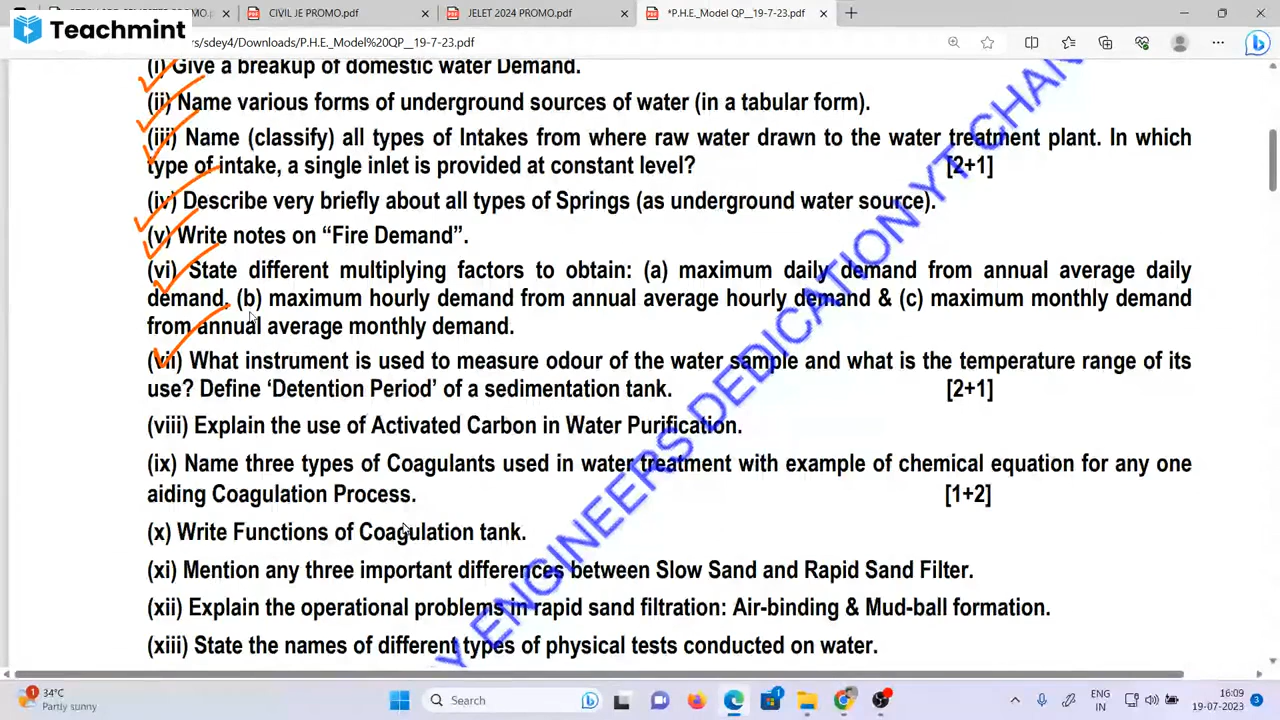 CIVIL JE PROMO.pdf
JELET 2024 PROMO.pdf
*P.H.E._Model QP__19-7-23.pdf
Teachmint
/sdey4/Downloads/P.H.E._Model%20QP__19-7-23.pdf
(i) Give a breakup of domestic water Demand.
(ii) Name various forms of underground sources of water (in a tabular form).
(iii) Name (classify) all types of Intakes from where raw water drawn to the water treatment plant. In which
type of intake, a single inlet is provided at constant level? [2+1]
(iv) Describe very briefly about all types of Springs (as underground water source).
(v) Write notes on “Fire Demand”.
(vi) State different multiplying factors to obtain: (a) maximum daily demand from annual average daily
demand, (b) maximum hourly demand from annual average hourly demand & (c) maximum monthly demand
from annual average monthly demand.
(vii) What instrument is used to measure odour of the water sample and what is the temperature range of its
use? Define ‘Detention Period’ of a sedimentation tank. [2+1]
(viii) Explain the use of Activated Carbon in Water Purification.
(ix) Name three types of Coagulants used in water treatment with example of chemical equation for any one
aiding Coagulation Process. [1+2]
(x) Write Functions of Coagulation tank.
(xi) Mention any three important differences between Slow Sand and Rapid Sand Filter.
(xii) Explain the operational problems in rapid sand filtration: Air-binding & Mud-ball formation.
(xiii) State the names of different types of physical tests conducted on water.
Y ENGINEERS DEDICATION YT CHAN
1
34°C
Partly sunny
Search
1
ENG
IN
16:09
19-07-2023
3